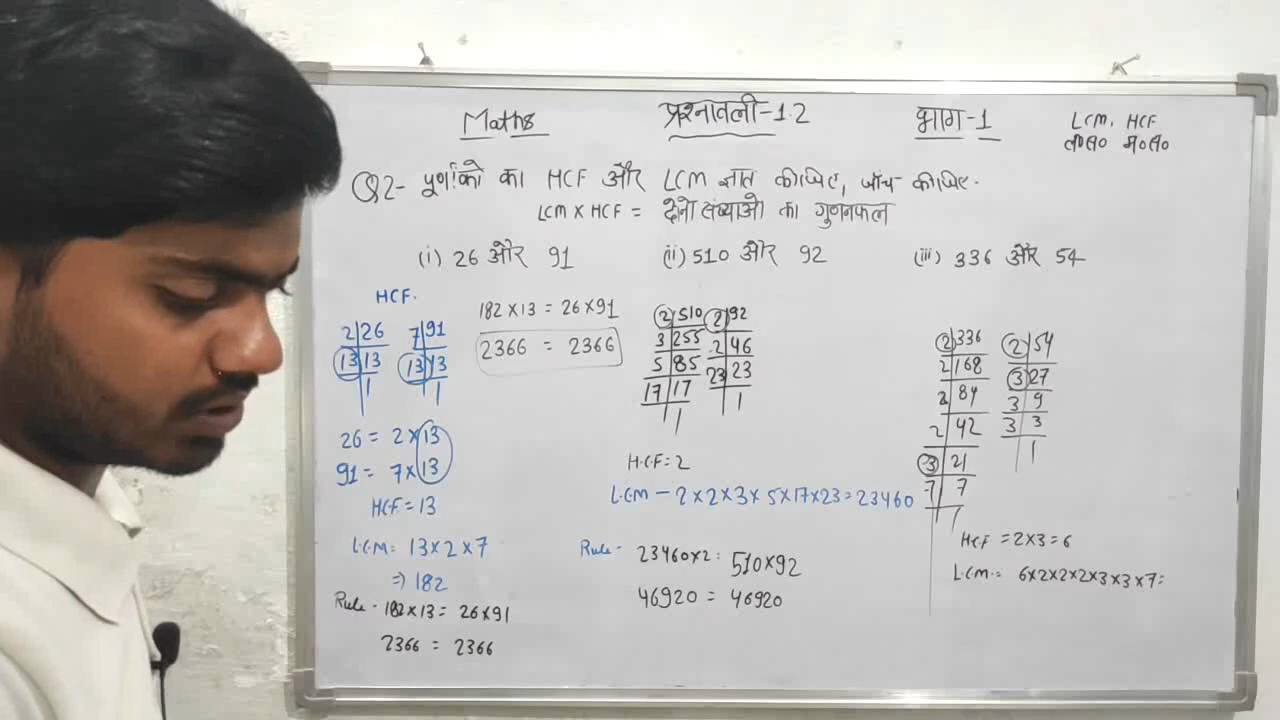 Maths प्रश्नावली-1.2 भाग-1 LCM, HCF
ल०स० म०स०
Q2- पूर्णांको का HCF और LCM ज्ञात कीजिए, जाँच कीजिए.
LCM X HCF = दोनो संख्याओ का गुणनफल
(i) 26 और 91 (ii) 510 और 92 (iii) 336 और 54
HCF.
2|26 7|91
13|13 13|13
1 1
26 = 2×13
91 = 7×13
HCF = 13
L.C.M = 13×2×7
⇒ 182
Rule - 182×13 = 26×91
2366 = 2366
182×13 = 26×91
2366 = 2366
2|510 2|92
3|255 2|46
5|85 23|23
17|17 1
1
H.C.F = 2
L.C.M - 2×2×3×5×17×23=23460
Rule - 23460×2 = 510×92
46920 = 46920
2|336 2|54
2|168 3|27
2|84 3|9
2|42 3|3
3|21 1
7|7
1
HCF = 2×3=6
L.C.M = 6×2×2×2×3×3×7=